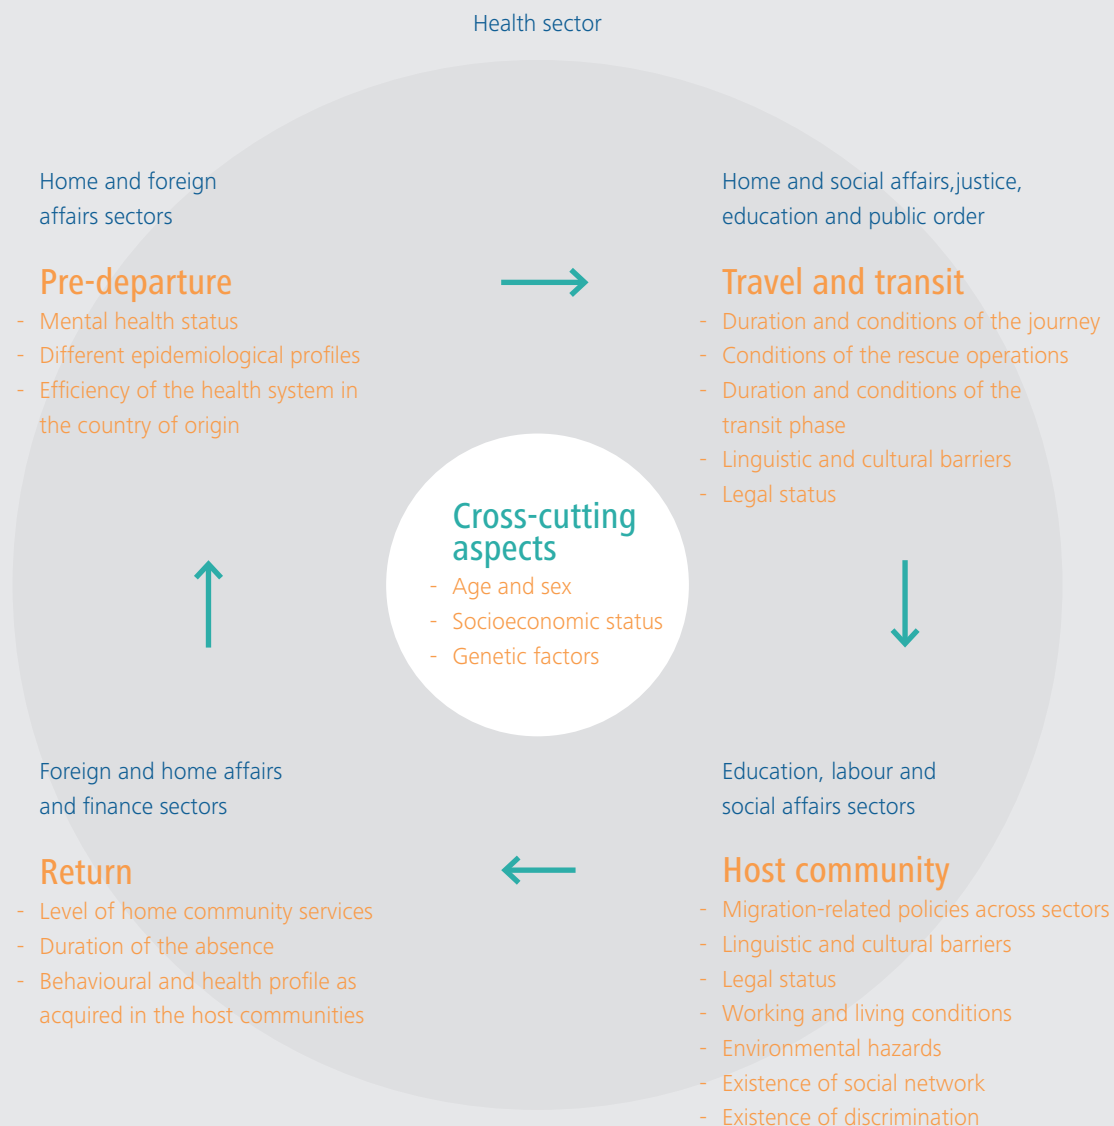 Health sector
Home and foreign
affairs sectors
Pre-departure
- Mental health status
- Different epidemiological profiles
- Efficiency of the health system in
the country of origin
Home and social affairs,justice,
education and public order
Travel and transit
- Duration and conditions of the journey
- Conditions of the rescue operations
- Duration and conditions of the
transit phase
- Linguistic and cultural barriers
- Legal status
Cross-cutting
aspects
- Age and sex
- Socioeconomic status
- Genetic factors
Foreign and home affairs
and finance sectors
Return
- Level of home community services
- Duration of the absence
- Behavioural and health profile as
acquired in the host communities
Education, labour and
social affairs sectors
Host community
- Migration-related policies across sectors
- Linguistic and cultural barriers
- Legal status
- Working and living conditions
- Environmental hazards
- Existence of social network
- Existence of discrimination